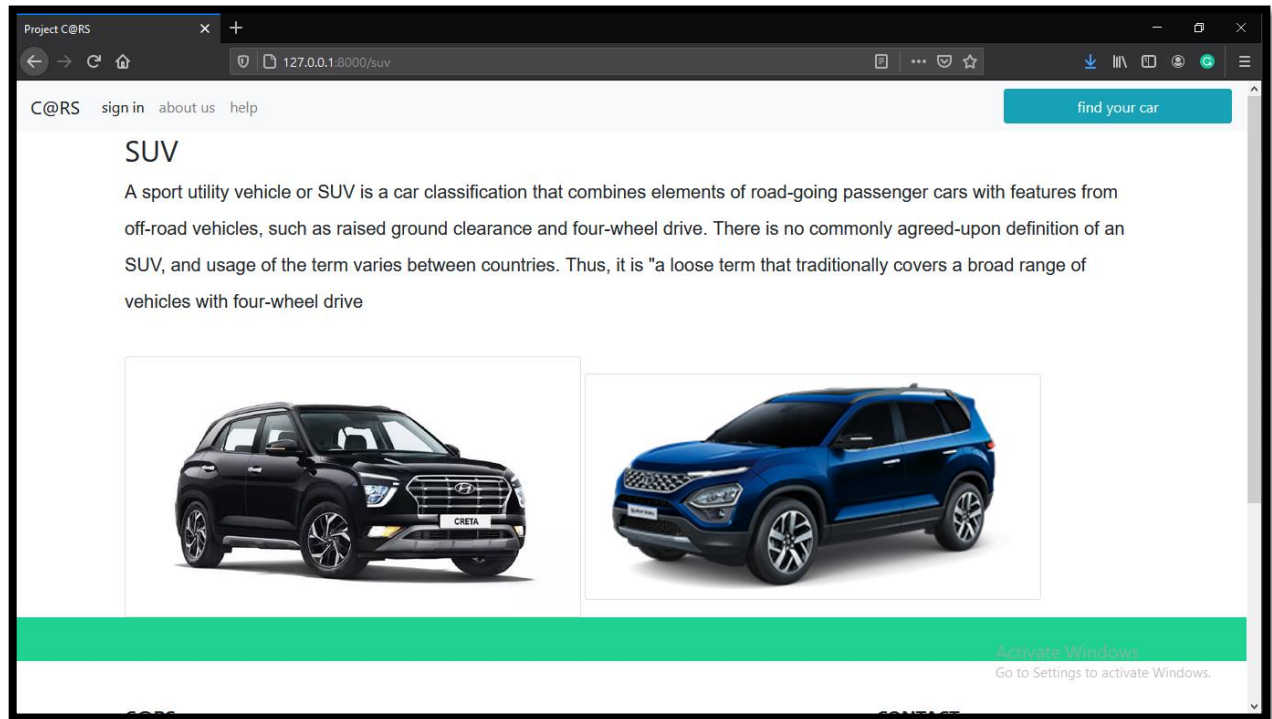 Project C@RS
127.0.0.1:8000/suv
C@RS sign in about us help find your car
SUV
A sport utility vehicle or SUV is a car classification that combines elements of road-going passenger cars with features from
off-road vehicles, such as raised ground clearance and four-wheel drive. There is no commonly agreed-upon definition of an
SUV, and usage of the term varies between countries. Thus, it is "a loose term that traditionally covers a broad range of
vehicles with four-wheel drive
CRETA
Activate Windows
Go to Settings to activate Windows.
C@RS CONTACT